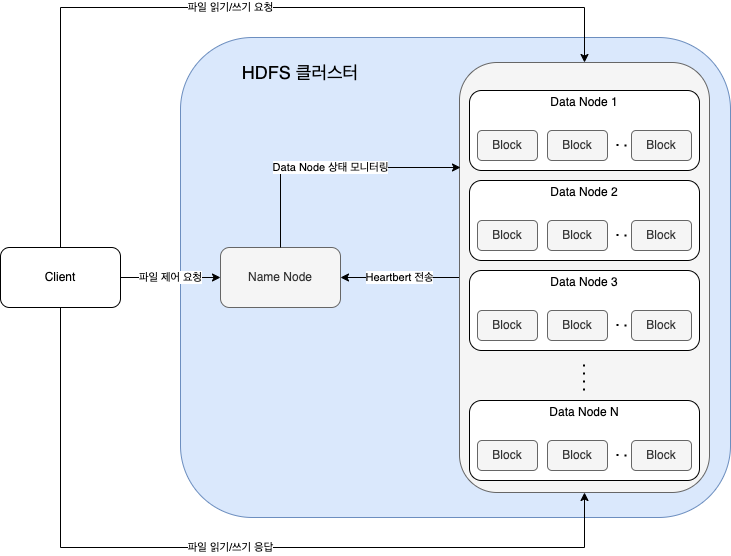 파일 읽기/쓰기 요청
HDFS 클러스터
Data Node 1
Block
Block
. .
Block
Data Node 상태 모니터링
Data Node 2
Block
Block
. .
Block
Client
파일 제어 요청
Name Node
Heartbert 전송
Data Node 3
Block
Block
. .
Block
Data Node N
Block
Block
. .
Block
파일 읽기/쓰기 응답